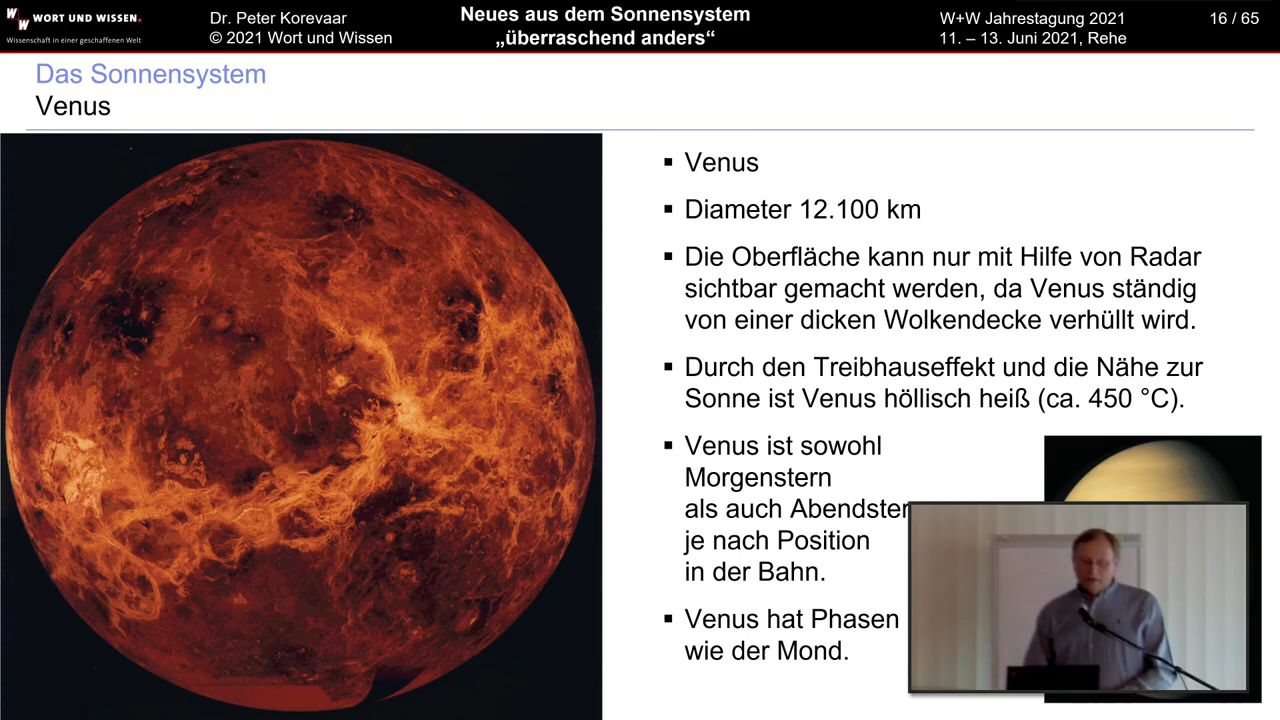 WORT UND WISSEN.
W+W
Wissenschaft in einer geschaffenen Welt
Dr. Peter Korevaar
© 2021 Wort und Wissen
Neues aus dem Sonnensystem
„überraschend anders“
W+W Jahrestagung 2021
11. – 13. Juni 2021, Rehe
16 / 65
Das Sonnensystem
Venus
▪ Venus
▪ Diameter 12.100 km
▪ Die Oberfläche kann nur mit Hilfe von Radar
sichtbar gemacht werden, da Venus ständig
von einer dicken Wolkendecke verhüllt wird.
▪ Durch den Treibhauseffekt und die Nähe zur
Sonne ist Venus höllisch heiß (ca. 450 °C).
▪ Venus ist sowohl
Morgenstern
als auch Abendster
je nach Position
in der Bahn.
▪ Venus hat Phasen
wie der Mond.